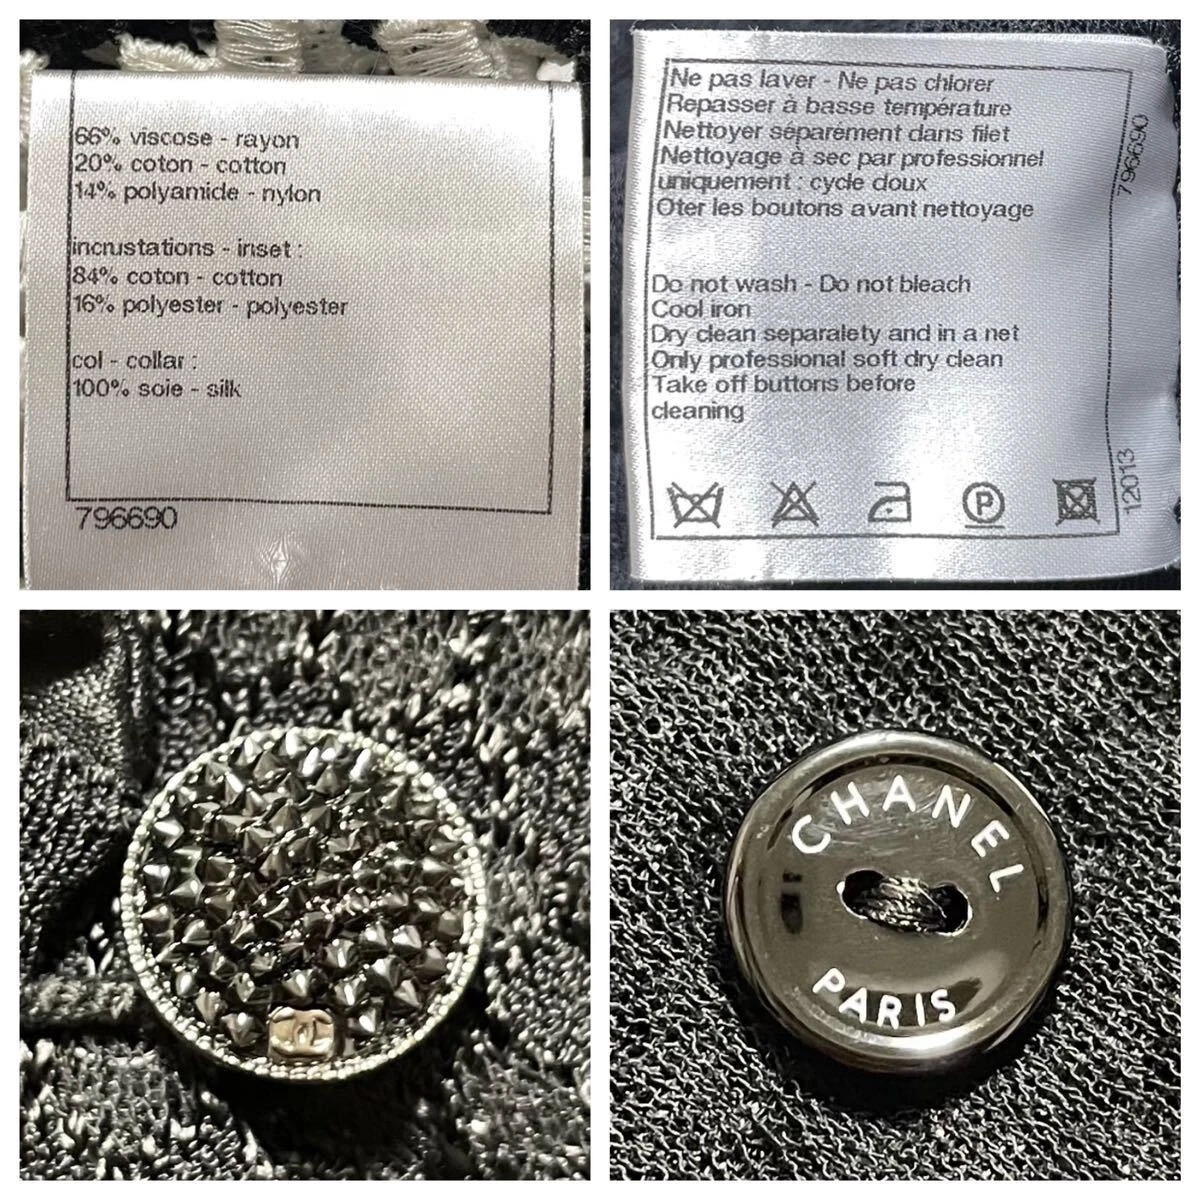 66% viscose - rayon
20% coton - cotton
14% polyamide - nylon
incrustations - inset :
84% coton - cotton
16% polyester - polyester
col - collar :
100% soie - silk
796690
Ne pas laver - Ne pas chlorer
Repasser à basse température
Nettoyer séparément dans filet
Nettoyage à sec par professionnel
uniquement : cycle doux
Oter les boutons avant nettoyage
Do not wash - Do not bleach
Cool iron
Dry clean separalety and in a net
Only professional soft dry clean
Take off buttons before
cleaning
P
796690
12013
CHANEL
PARIS